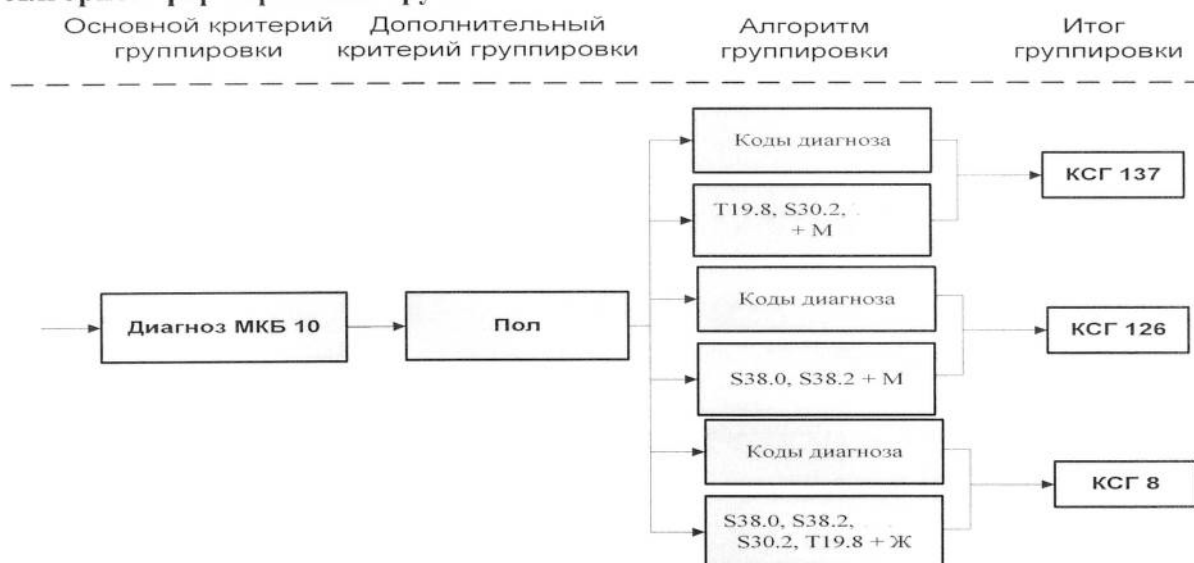 Основной критерий
группировки
Дополнительный
критерий группировки
Алгоритм
группировки
Итог
группировки
Диагноз МКБ 10
Пол
Коды диагноза
T19.8, S30.2,
+ М
Коды диагноза
S38.0, S38.2 + М
Коды диагноза
S38.0, S38.2,
S30.2, T19.8 + Ж
КСГ 137
КСГ 126
КСГ 8